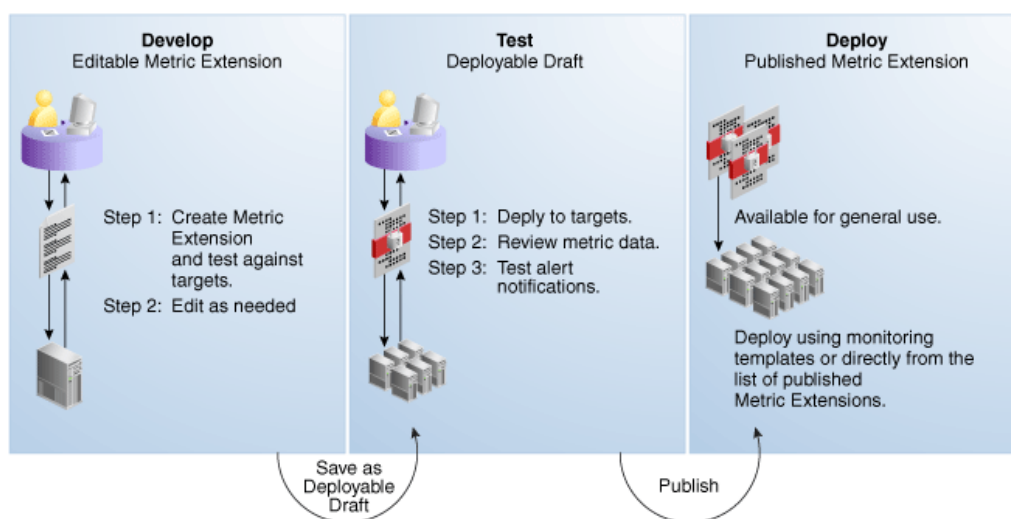 Develop
Editable Metric Extension
Step 1: Create Metric
Extension
and test against
targets.
Step 2: Edit as needed
Test
Deployable Draft
Step 1: Deply to targets.
Step 2: Review metric data.
Step 3: Test alert
notifications.
Deploy
Published Metric Extension
Available for general use.
Deploy using monitoring
templates or directly from the
list of published
Metric Extensions.
Save as
Deployable
Draft
Publish